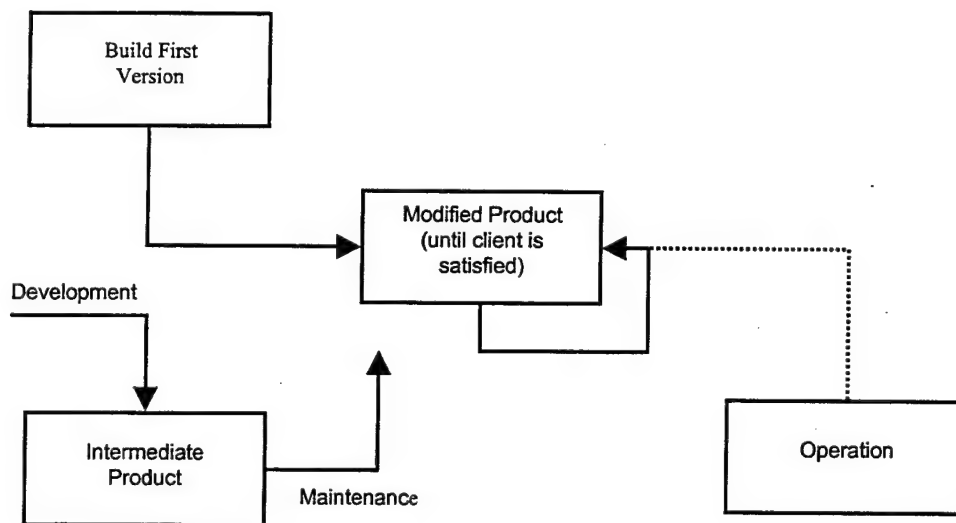 Build First
Version
Modified Product
(until client is
satisfied)
Development
Intermediate
Product
Maintenance
Operation